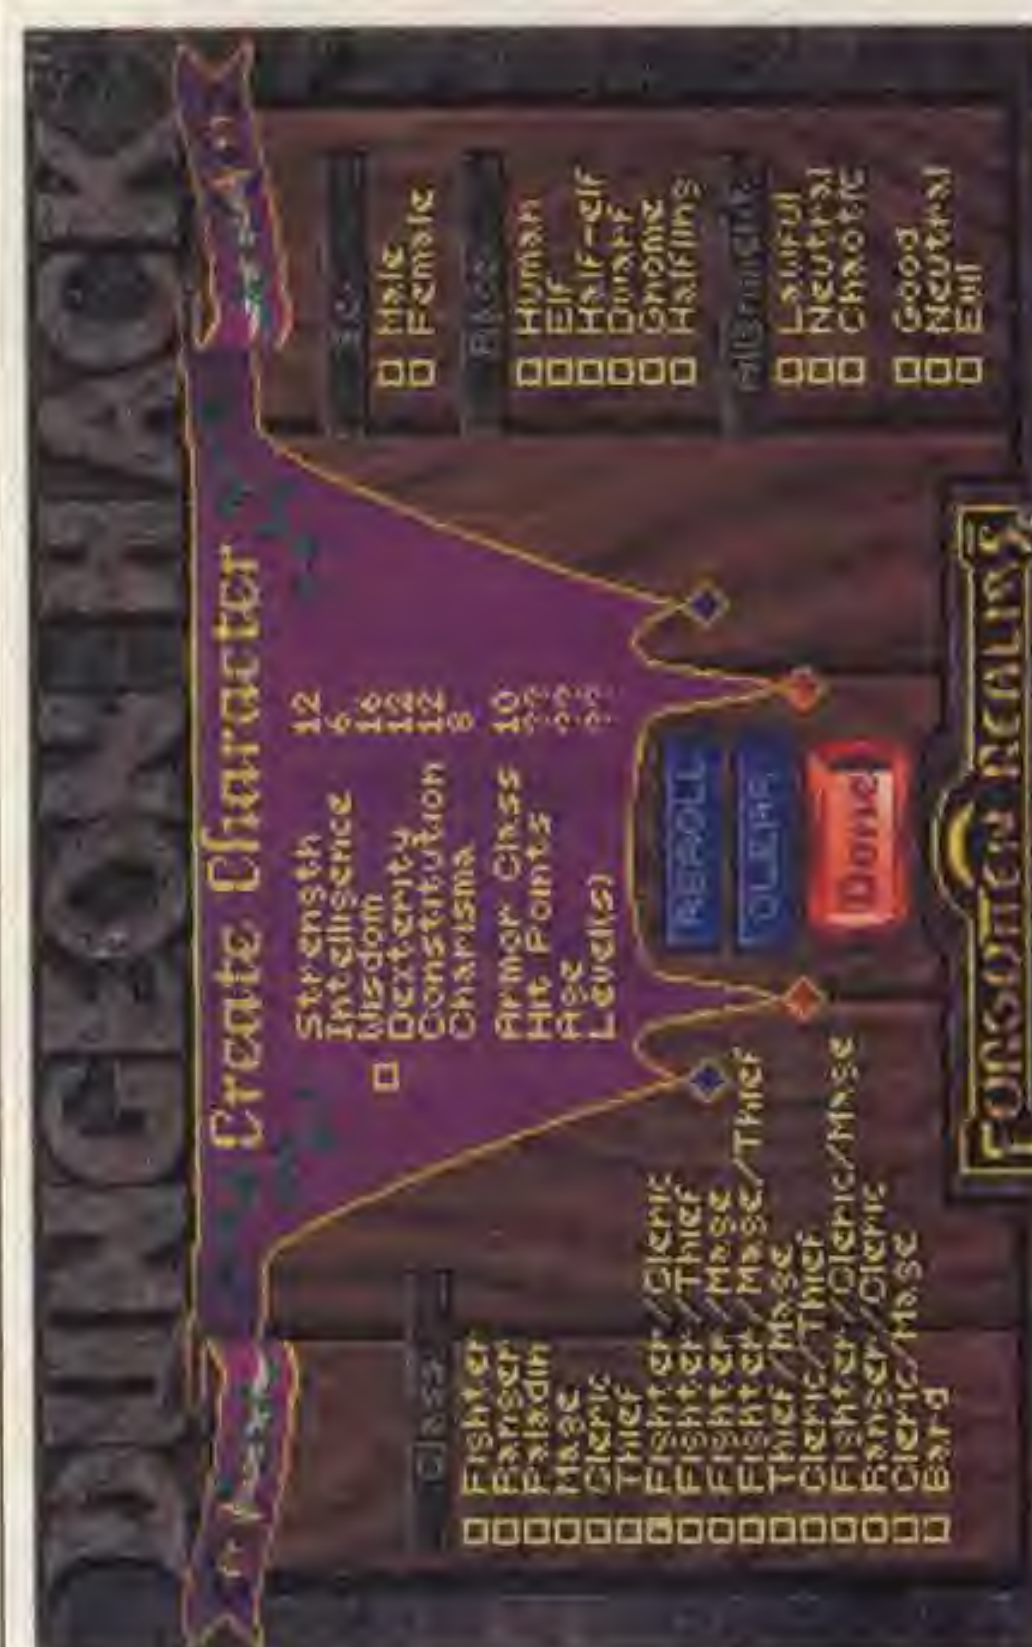 DUNGEON HACK
Create Character
Class
Fighter
Ranger
Paladin
Mage
Cleric
Thief
Fighter/Cleric
Fighter/Thief
Fighter/Mage
Fighter/Mage/Thief
Thief/Mage
Cleric/Thief
Fighter/Cleric/Mage
Ranger/Cleric
Cleric/Mage
Bard
Strength 12
Intelligence 6
Wisdom 16
Dexterity
Constitution 12
Charisma 8
Armor Class 10
Hit Points ??
Age ??
Level(s) ??
REROLL
CLEAR
Done
Sex
Male
Female
Race
Human
Elf
Half-elf
Dwarf
Gnome
Halfling
Lawful
Neutral
Chaotic
Good
Neutral
Evil
FORGOTTEN REALMS